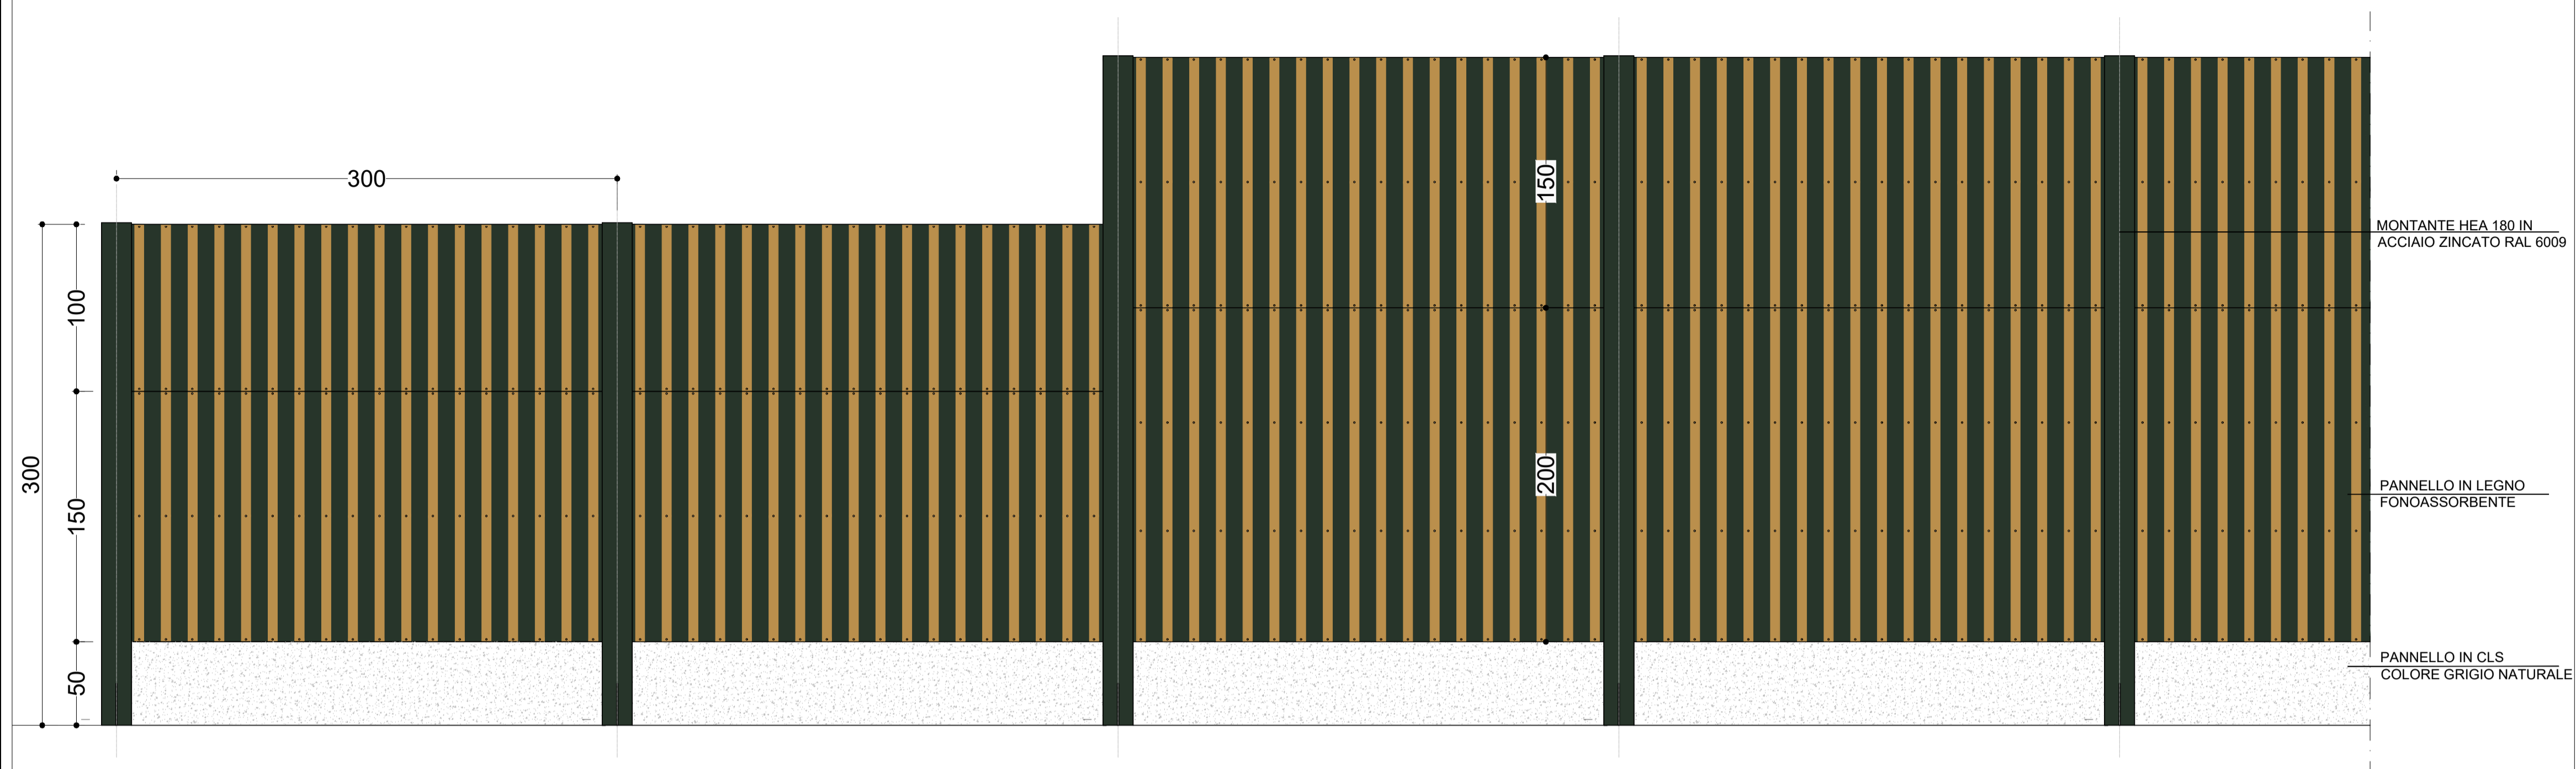 300
150
100
MONTANTE HEA 180 IN
ACCIAIO ZINCATO RAL 6009
300
150
200
PANNELLO IN LEGNO
FONOASSORBENTE
50
PANNELLO IN CLS
COLORE GRIGIO NATURALE